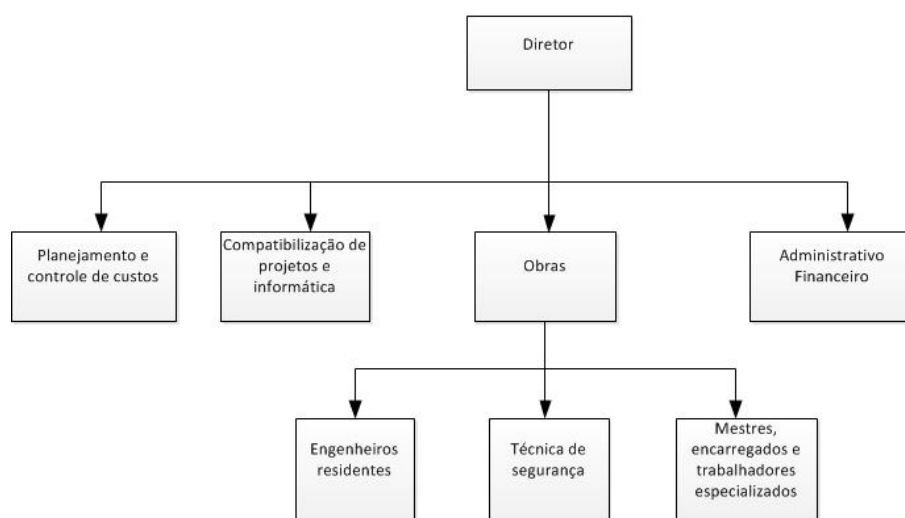 Diretor
Planejamento e
controle de custos
Compatibilização de
projetos e
informática
Obras
Administrativo
Financeiro
Engenheiros
residentes
Técnica de
segurança
Mestres,
encarregados e
trabalhadores
especializados